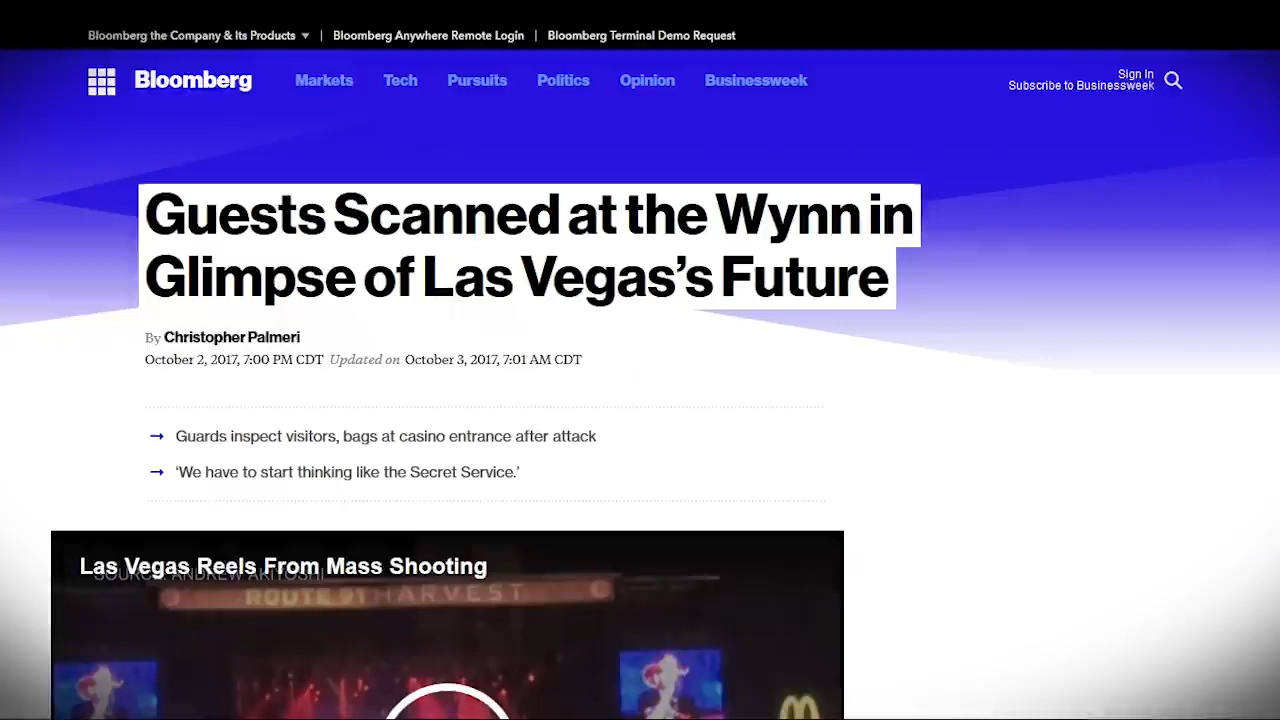 Bloomberg the Company & Its Products
Bloomberg Anywhere Remote Login
Bloomberg Terminal Demo Request
Bloomberg
Markets
Tech
Pursuits
Politics
Opinion
Businessweek
Sign In
Subscribe to Businessweek
Guests Scanned at the Wynn in
Glimpse of Las Vegas’s Future
By Christopher Palmeri
October 2, 2017, 7:00 PM CDT Updated on October 3, 2017, 7:01 AM CDT
→ Guards inspect visitors, bags at casino entrance after attack
→ ‘We have to start thinking like the Secret Service.’
Las Vegas Reels From Mass Shooting
SOURCE: ANDREW AKIYOSHI
ROUTE 91 HARVEST